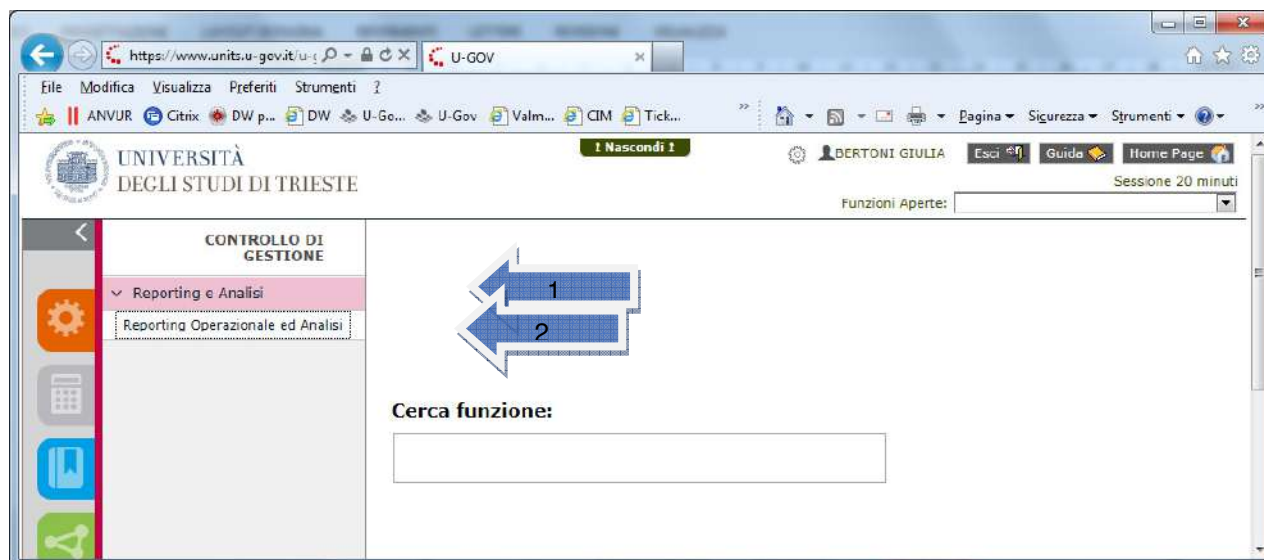 https://www.units.u-gov.it/u-g
U-GOV
File Modifica Visualizza Preferiti Strumenti ?
ANVUR Citrix DW p... DW U-Go... U-Gov Valm... CIM Tick... Pagina Sicurezza Strumenti
UNIVERSITÀ
DEGLI STUDI DI TRIESTE
Nascondi
BERTONI GIULIA Esci Guida Home Page
Sessione 20 minuti
Funzioni Aperte:
CONTROLLO DI
GESTIONE
Reporting e Analisi
Reporting Operazionale ed Analisi
1
2
Cerca funzione: